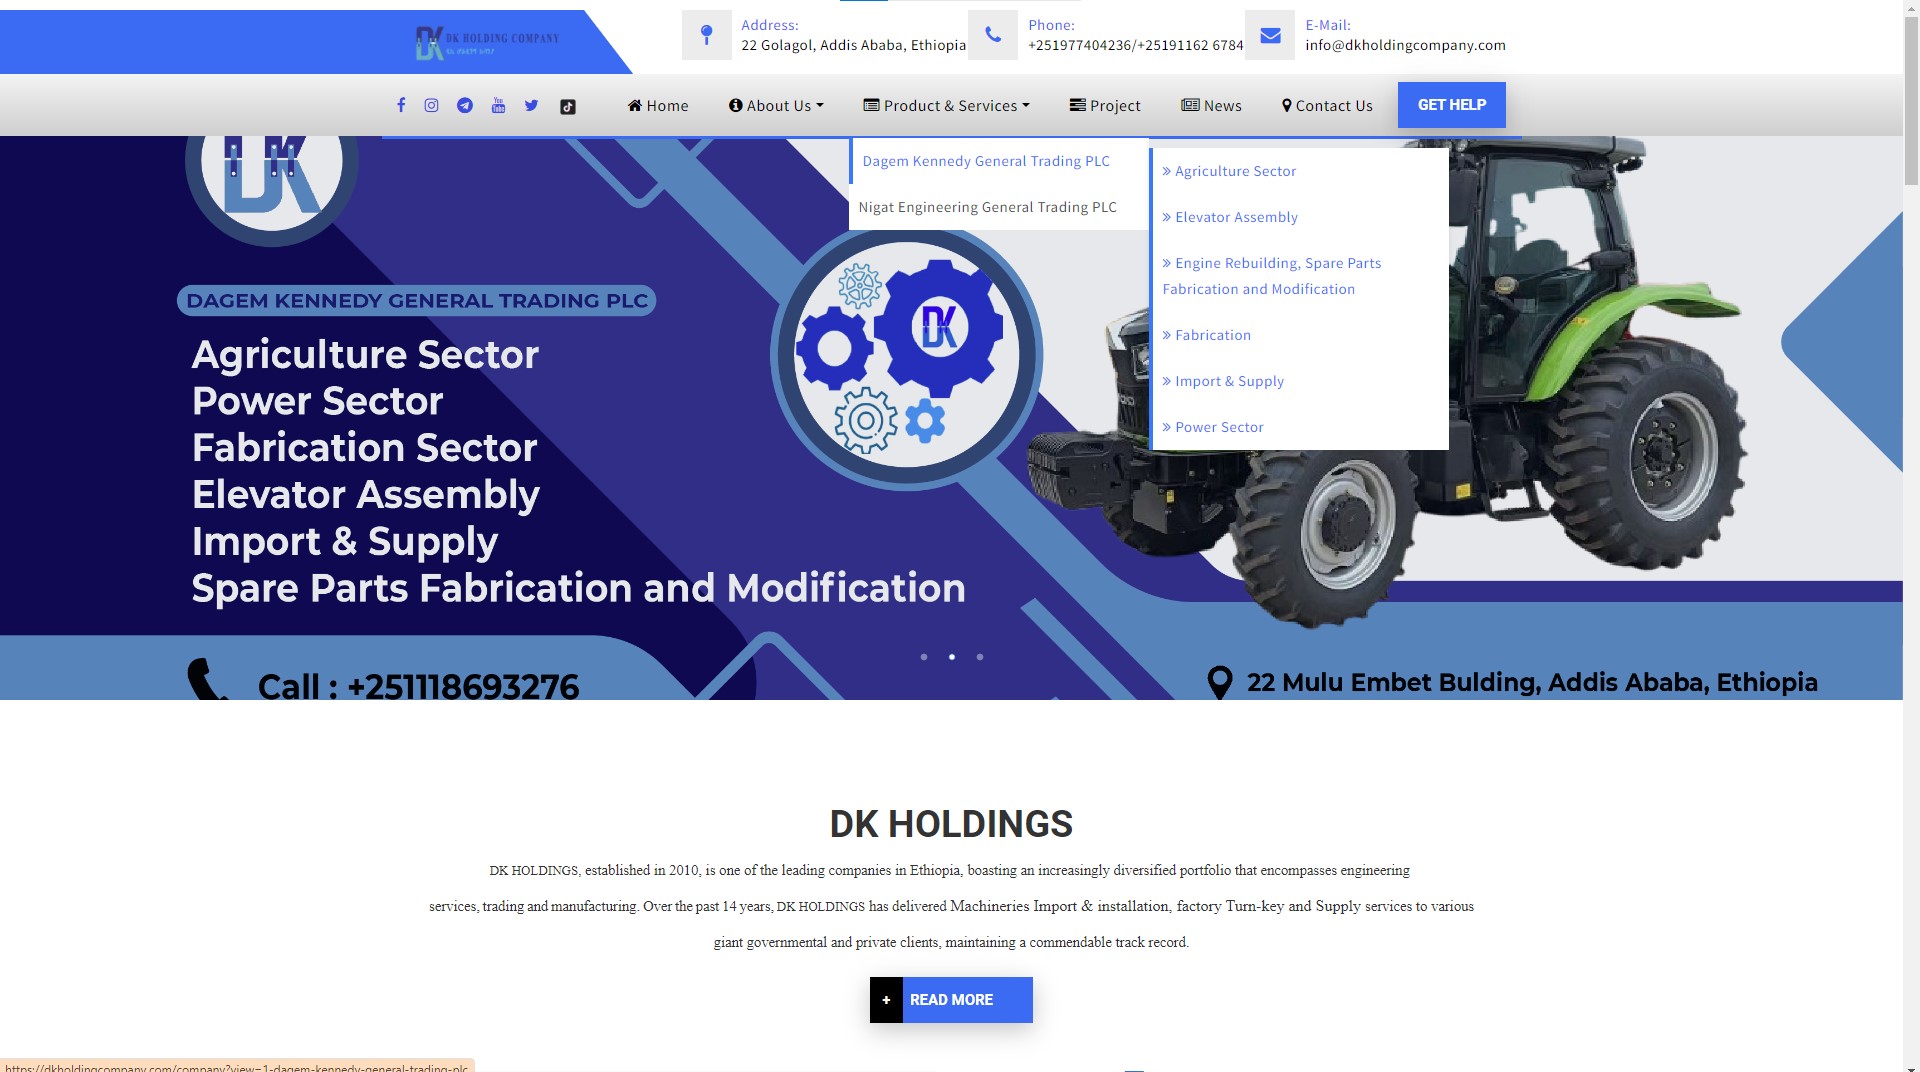 DK HOLDING COMPANY
Address:
22 Golagol, Addis Ababa, Ethiopia
Phone:
+251977404236/+25191162 6784
E-Mail:
info@dkholdingcompany.com
Home
About Us
Product & Services
Project
News
Contact Us
GET HELP
Dagem Kennedy General Trading PLC
Nigat Engineering General Trading PLC
Agriculture Sector
Elevator Assembly
Engine Rebuilding, Spare Parts
Fabrication and Modification
Fabrication
Import & Supply
Power Sector
DK
DAGEM KENNEDY GENERAL TRADING PLC
Agriculture Sector
Power Sector
Fabrication Sector
Elevator Assembly
Import & Supply
Spare Parts Fabrication and Modification
DK
Call : +251118693276
22 Mulu Embet Bulding, Addis Ababa, Ethiopia
DK HOLDINGS
DK HOLDINGS, established in 2010, is one of the leading companies in Ethiopia, boasting an increasingly diversified portfolio that encompasses engineering
services, trading and manufacturing. Over the past 14 years, DK HOLDINGS has delivered Machineries Import & installation, factory Turn-key and Supply services to various
giant governmental and private clients, maintaining a commendable track record.
+ READ MORE
https://dkholdingcompany.com/company?view=1-dagem-kennedy-general-trading-plc